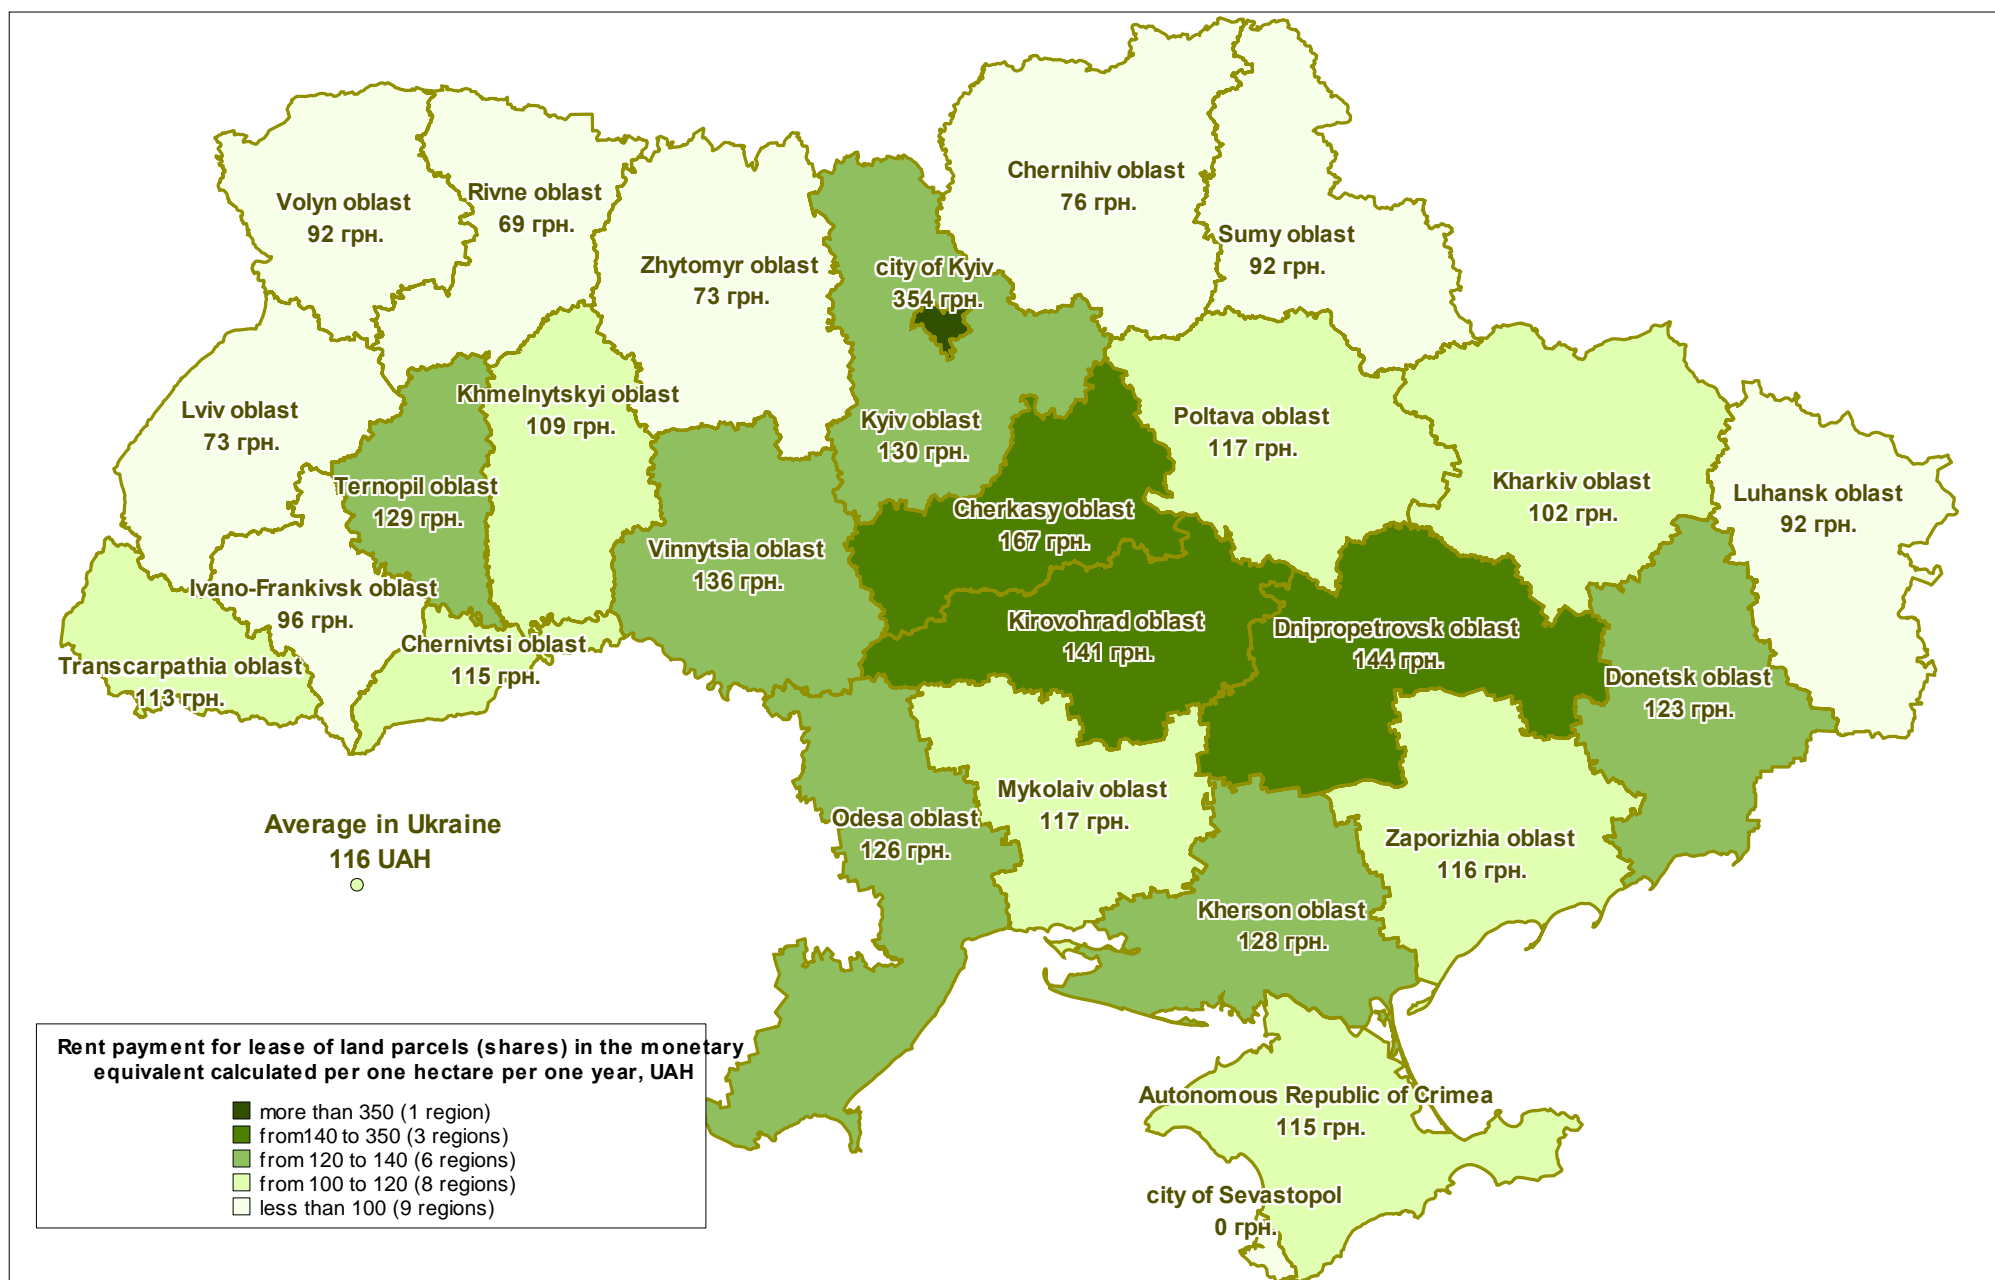 Volyn oblast
92 грн.
Rivne oblast
69 грн.
Zhytomyr oblast
73 грн.
city of Kyiv
354 грн.
Chernihiv oblast
76 грн.
Sumy oblast
92 грн.
Lviv oblast
73 грн.
Ternopil oblast
129 грн.
Khmelnytskyi oblast
109 грн.
Kyiv oblast
130 грн.
Poltava oblast
117 грн.
Kharkiv oblast
102 грн.
Luhansk oblast
92 грн.
Cherkasy oblast
167 грн.
Vinnytsia oblast
136 грн.
Ivano-Frankivsk oblast
96 грн.
Transcarpathia oblast
113 грн.
Chernivtsi oblast
115 грн.
Kirovohrad oblast
141 грн.
Dnipropetrovsk oblast
144 грн.
Donetsk oblast
123 грн.
Mykolaiv oblast
117 грн.
Odesa oblast
126 грн.
Zaporizhia oblast
116 грн.
Kherson oblast
128 грн.
Autonomous Republic of Crimea
115 грн.
city of Sevastopol
0 грн.
Average in Ukraine
116 UAH
Rent payment for lease of land parcels (shares) in the monetary
equivalent calculated per one hectare per one year, UAH
more than 350 (1 region)
from140 to 350 (3 regions)
from 120 to 140 (6 regions)
from 100 to 120 (8 regions)
less than 100 (9 regions)